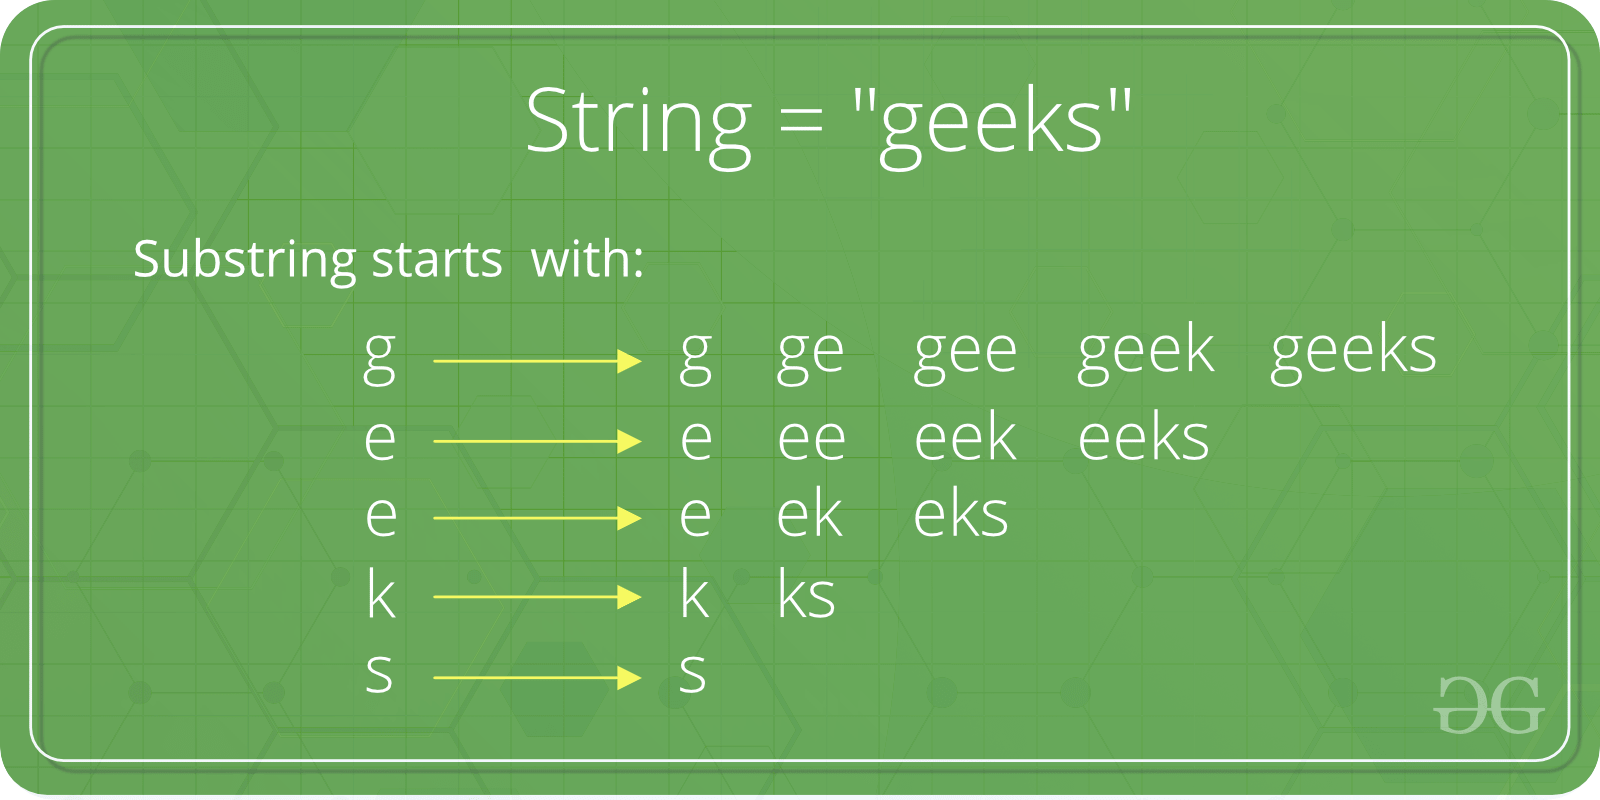 String = "geeks"
Substring starts with:
g g ge gee geek geeks
e e ee eek eeks
e e ek eks
k k ks
s s